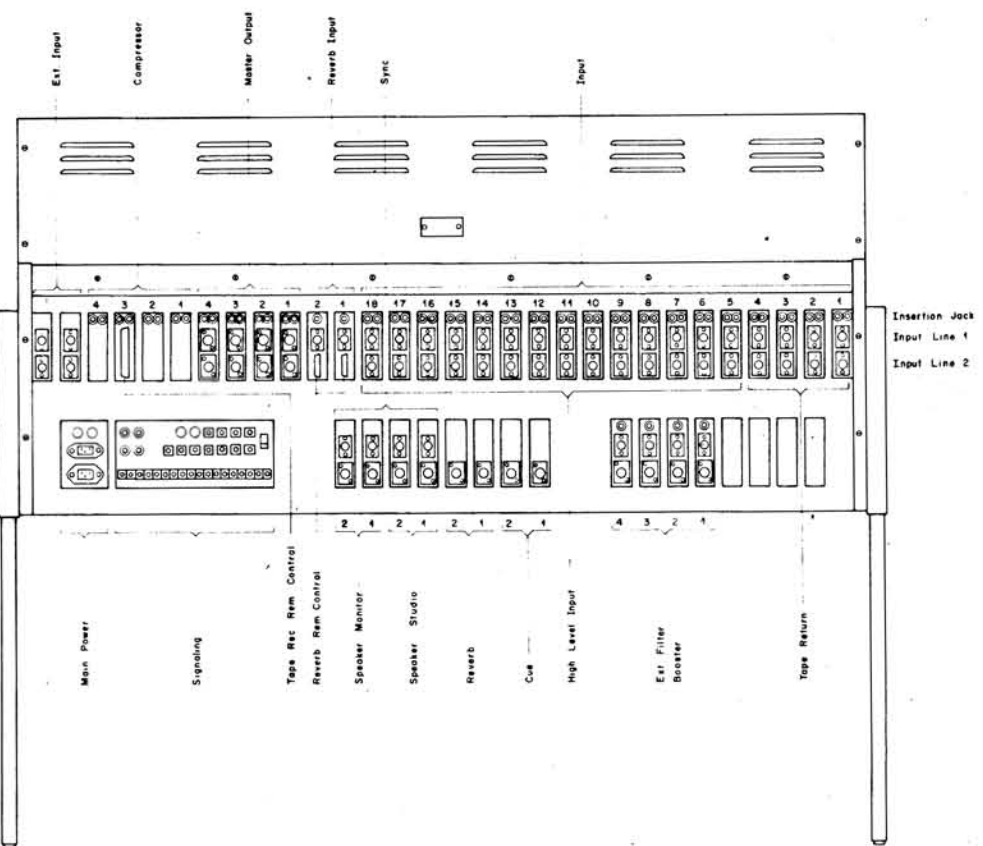 Ext. Input
Compressor
Master Output
Reverb Input
Sync
Input
4 3 2 1 4 3 2 1 2 1 18 17 16 15 14 13 12 11 10 9 8 7 6 5 4 3 2 1
Insertion Jack
Input Line 1
Input Line 2
2 1 2 1 2 1 2 1 4 3 2 1
Main Power
Signaling
Tape Rec Rem Control
Reverb Rem Control
Speaker Monitor
Speaker Studio
Reverb
Cue
High Level Input
Ext Filter
Booster
Tape Return